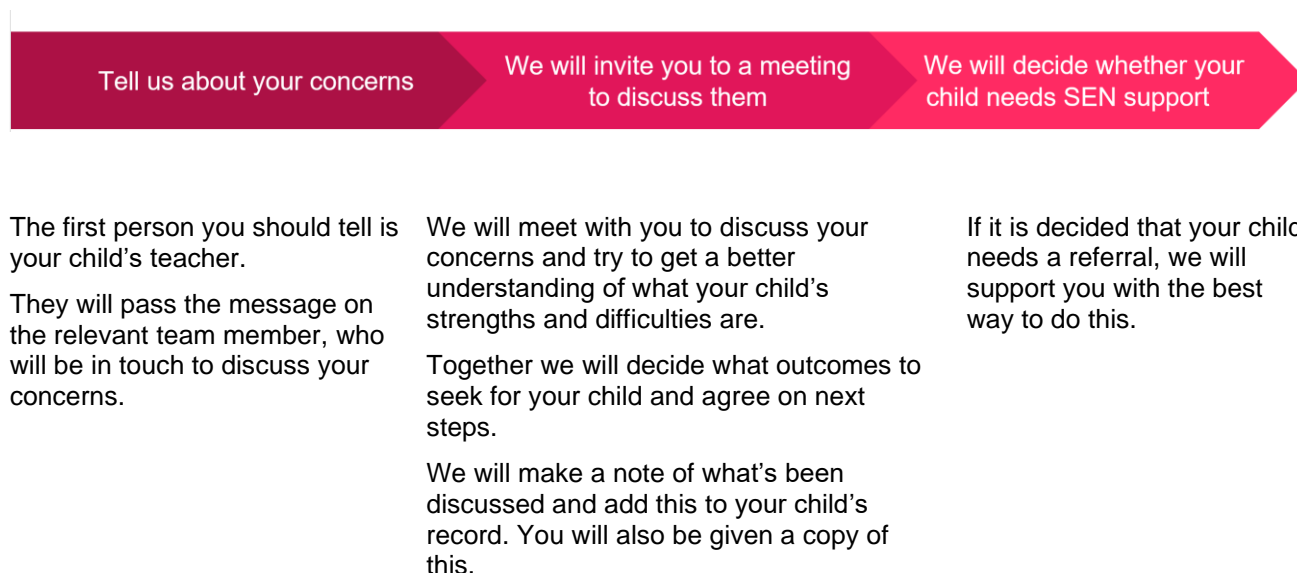 Tell us about your concerns
We will invite you to a meeting
to discuss them
We will decide whether your
child needs SEN support
The first person you should tell is
your child’s teacher.
They will pass the message on
the relevant team member, who
will be in touch to discuss your
concerns.
We will meet with you to discuss your
concerns and try to get a better
understanding of what your child’s
strengths and difficulties are.
Together we will decide what outcomes to
seek for your child and agree on next
steps.
We will make a note of what’s been
discussed and add this to your child’s
record. You will also be given a copy of
this.
If it is decided that your child
needs a referral, we will
support you with the best
way to do this.